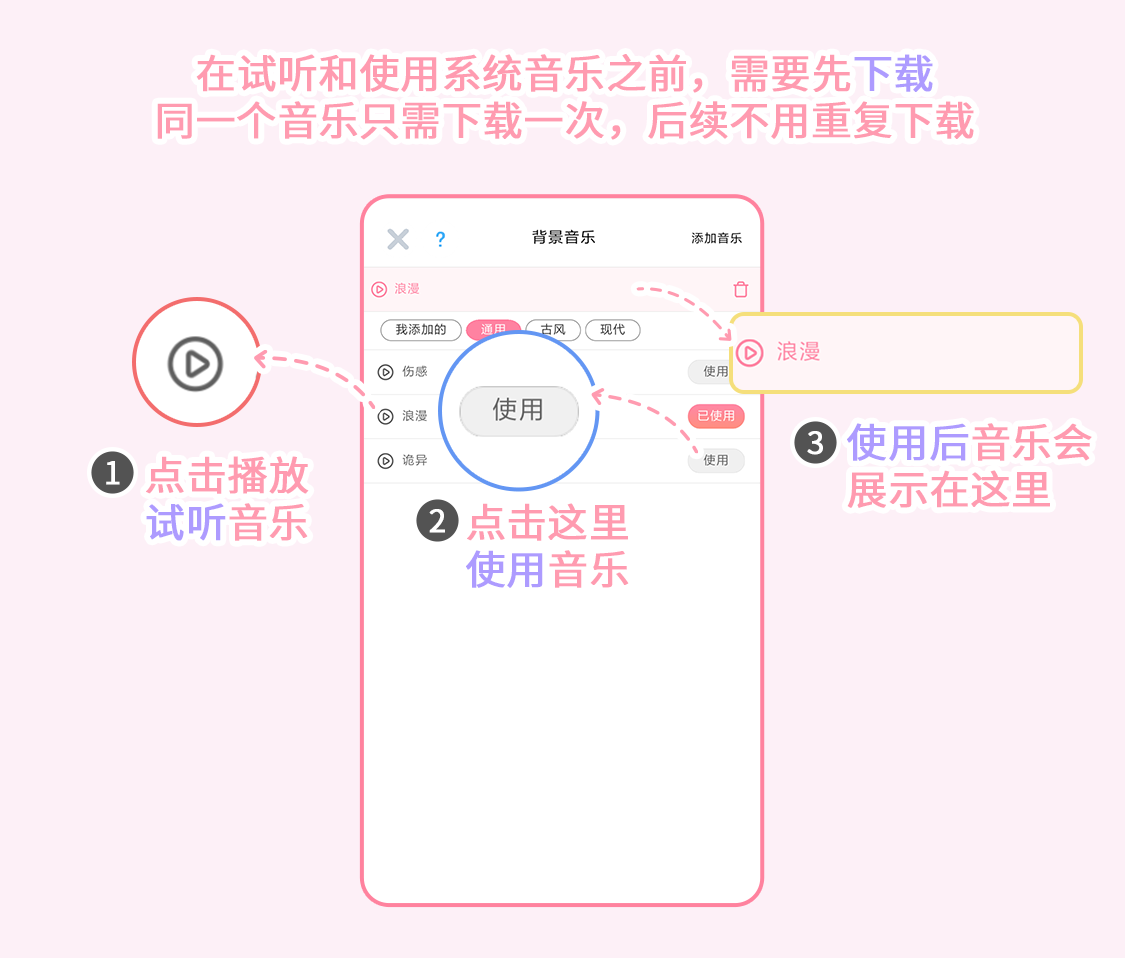 在试听和使用系统音乐之前，需要先下载
同一个音乐只需下载一次，后续不用重复下载
? 背景音乐 添加音乐
浪漫
我添加的 通用 古风 现代
伤感 使用
浪漫 已使用
诡异 使用
使用
浪漫
1 点击播放
试听音乐
2 点击这里
使用音乐
3 使用后音乐会
展示在这里